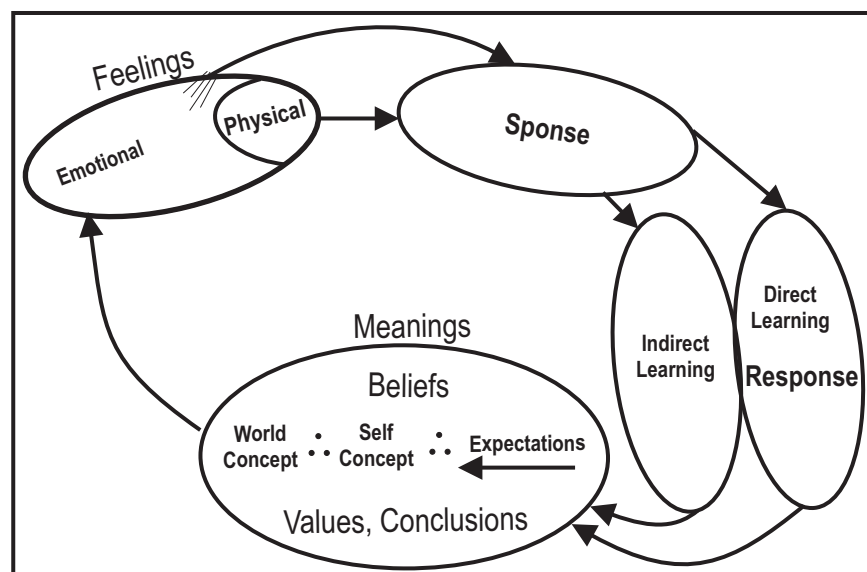 Feelings
Physical
Emotional
Sponse
Direct
Learning
Response
Indirect
Learning
Meanings
Beliefs
World
Concept
∴
Self
Concept
∴
Expectations
Values, Conclusions